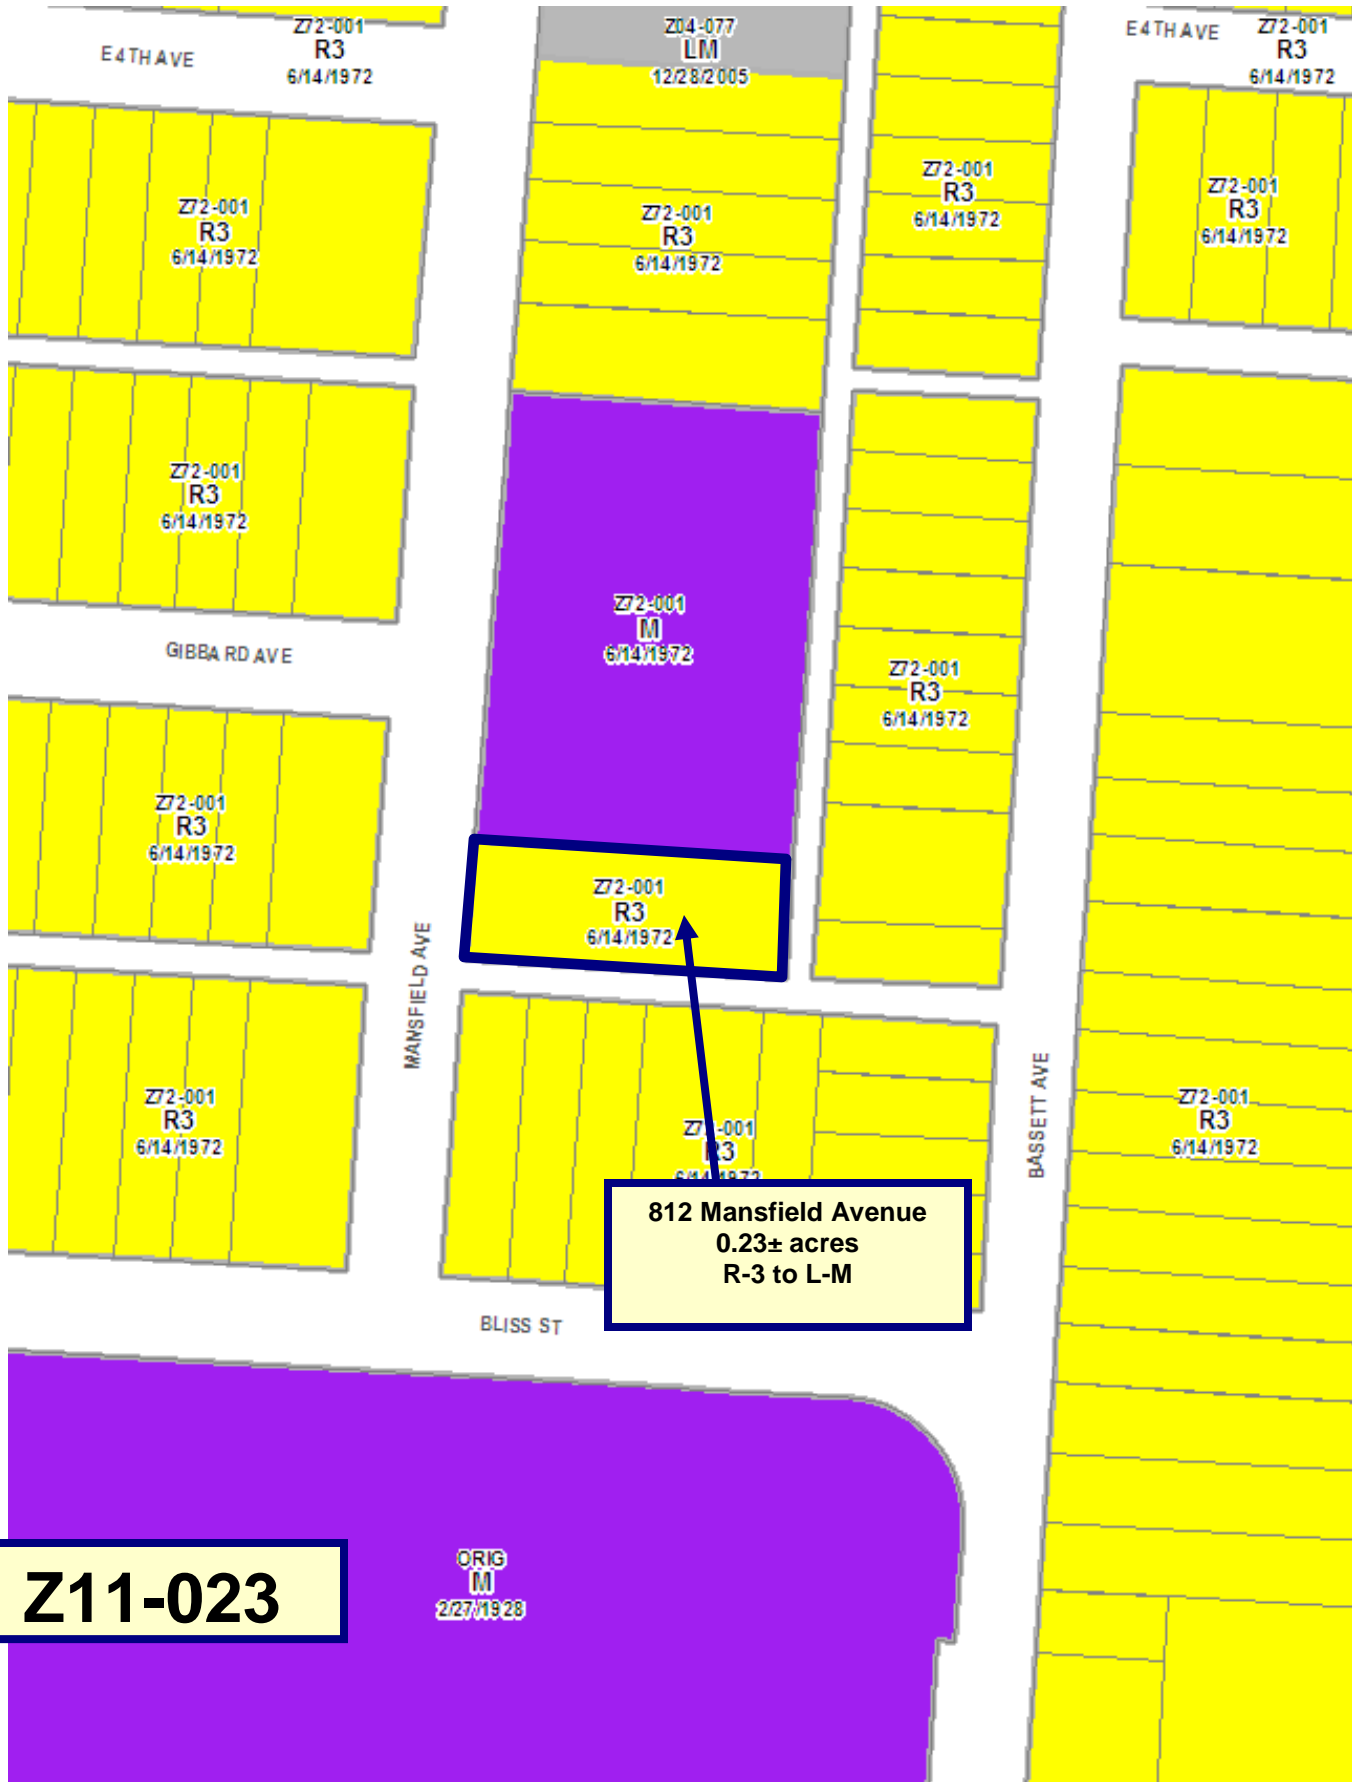 E 4TH AVE
Z72-001
R3
6/14/1972
Z04-077
LM
12/28/2005
E 4TH AVE
Z72-001
R3
6/14/1972
Z72-001
R3
6/14/1972
Z72-001
R3
6/14/1972
Z72-001
R3
6/14/1972
Z72-001
R3
6/14/1972
Z72-001
R3
6/14/1972
GIBBARD AVE
Z72-001
M
6/14/1972
Z72-001
R3
6/14/1972
Z72-001
R3
6/14/1972
Z72-001
R3
6/14/1972
MANSFIELD AVE
Z72-001
R3
6/14/1972
Z72-001
R3
6/14/1972
BASSETT AVE
Z72-001
R3
6/14/1972
812 Mansfield Avenue
0.23± acres
R-3 to L-M
BLISS ST
Z11-023
ORIG
M
2/27/1928